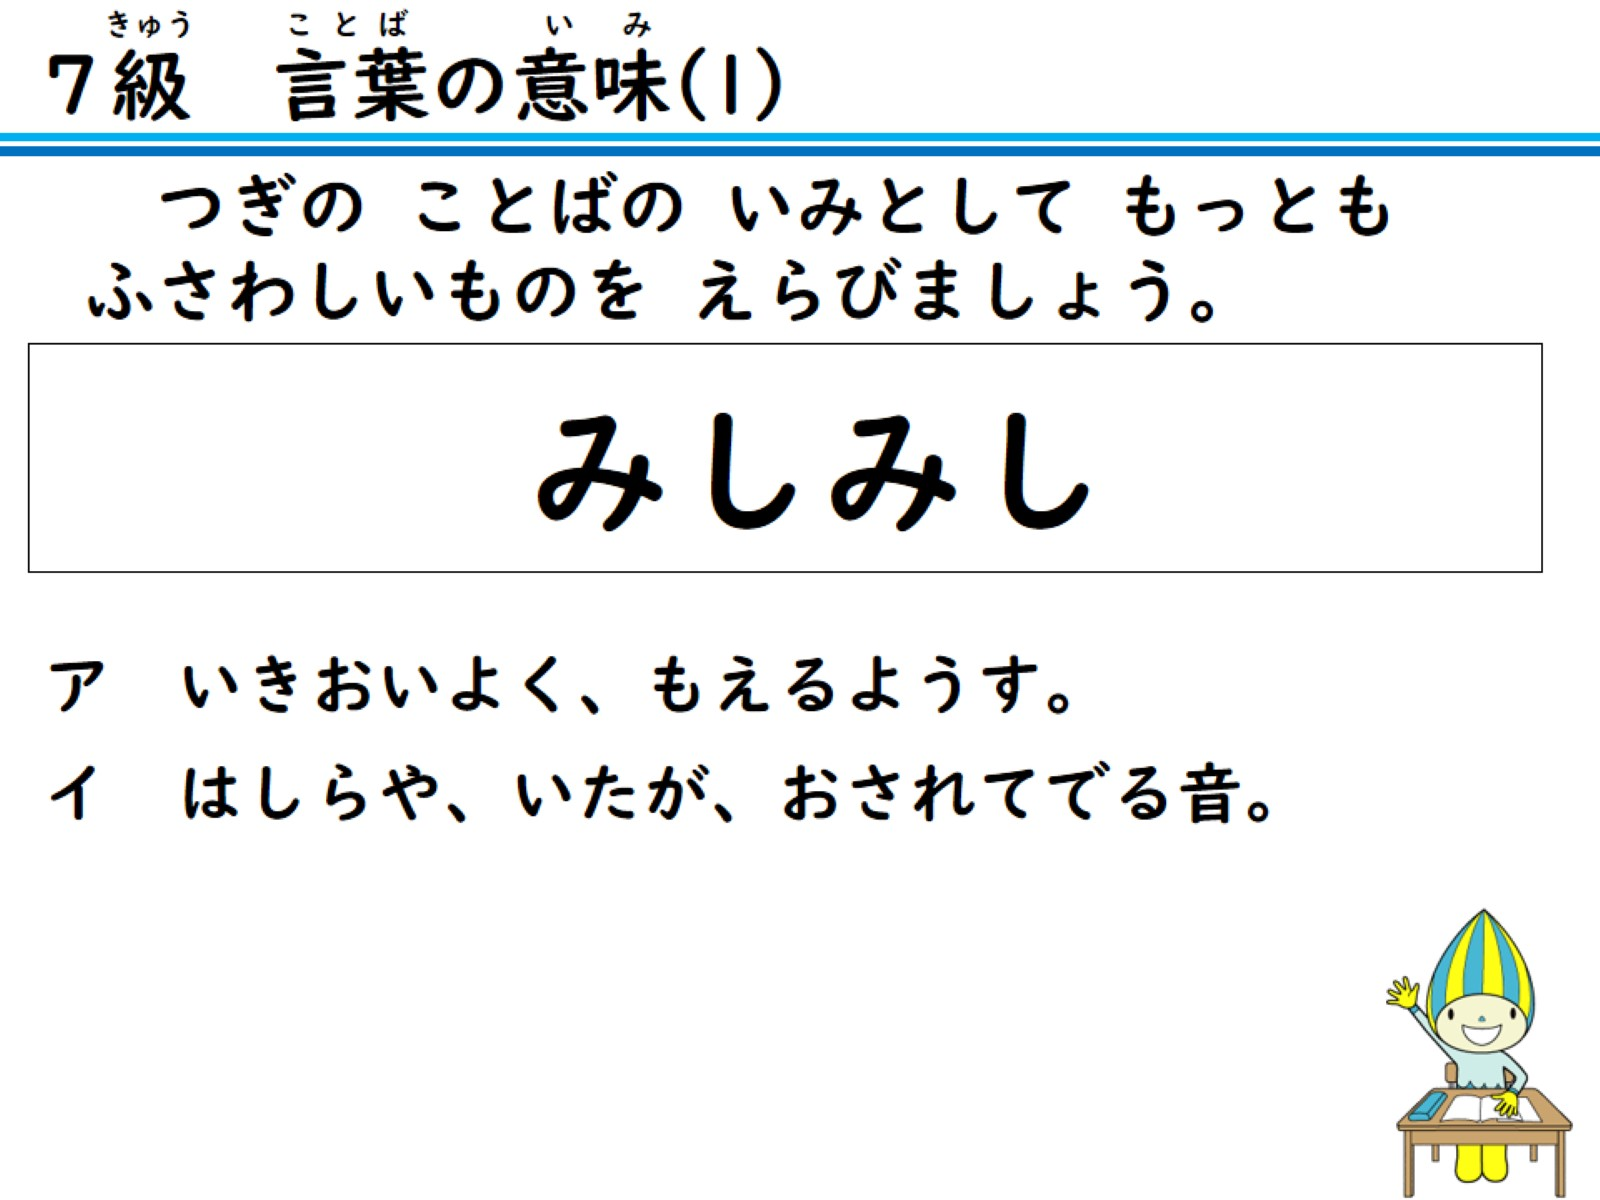 きゅう ことば いみ
7級 言葉の意味(1)
つぎの ことばの いみとして もっとも
ふさわしいものを えらびましょう。
みしみし
ア いきおいよく、もえるようす。
イ はしらや、いたが、おされてでる音。